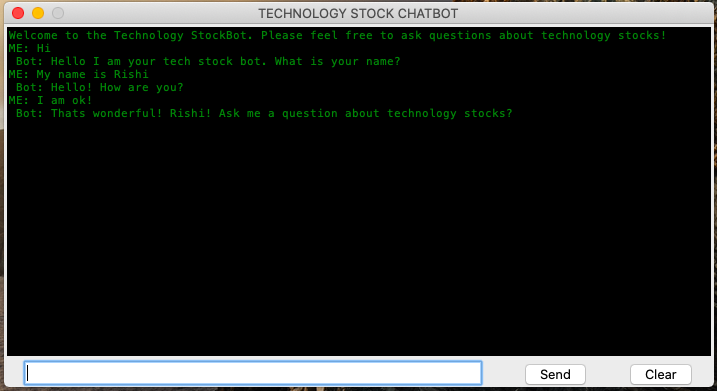 TECHNOLOGY STOCK CHATBOT
Welcome to the Technology StockBot. Please feel free to ask questions about technology stocks!
ME: Hi
Bot: Hello I am your tech stock bot. What is your name?
ME: My name is Rishi
Bot: Hello! How are you?
ME: I am ok!
Bot: Thats wonderful! Rishi! Ask me a question about technology stocks?
Send Clear